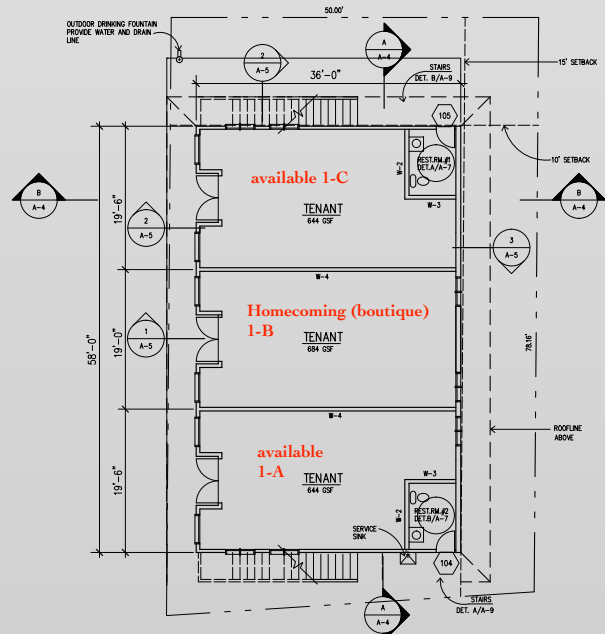 50.00'
OUTDOOR DRINKING FOUNTAIN
PROVIDE WATER AND DRAIN
LINE
2
A-5
A
A-4
STAIRS
DET. B/A-9
15' SETBACK
36'-0"
105
10' SETBACK
REST.RM.#1
DET.A/A-7
W-2
W-3
available 1-C
TENANT
644 GSF
B
A-4
B
A-4
19'-6"
2
A-5
3
A-5
W-4
Homecoming (boutique)
1-B
TENANT
684 GSF
1
A-5
19'-0"
58'-0"
78.16'
W-4
ROOFLINE
ABOVE
available
1-A
TENANT
644 GSF
19'-6"
W-3
W-2
REST.RM.#2
DET.B/A-7
SERVICE
SINK
104
STAIRS
DET. A/A-9
A
A-4